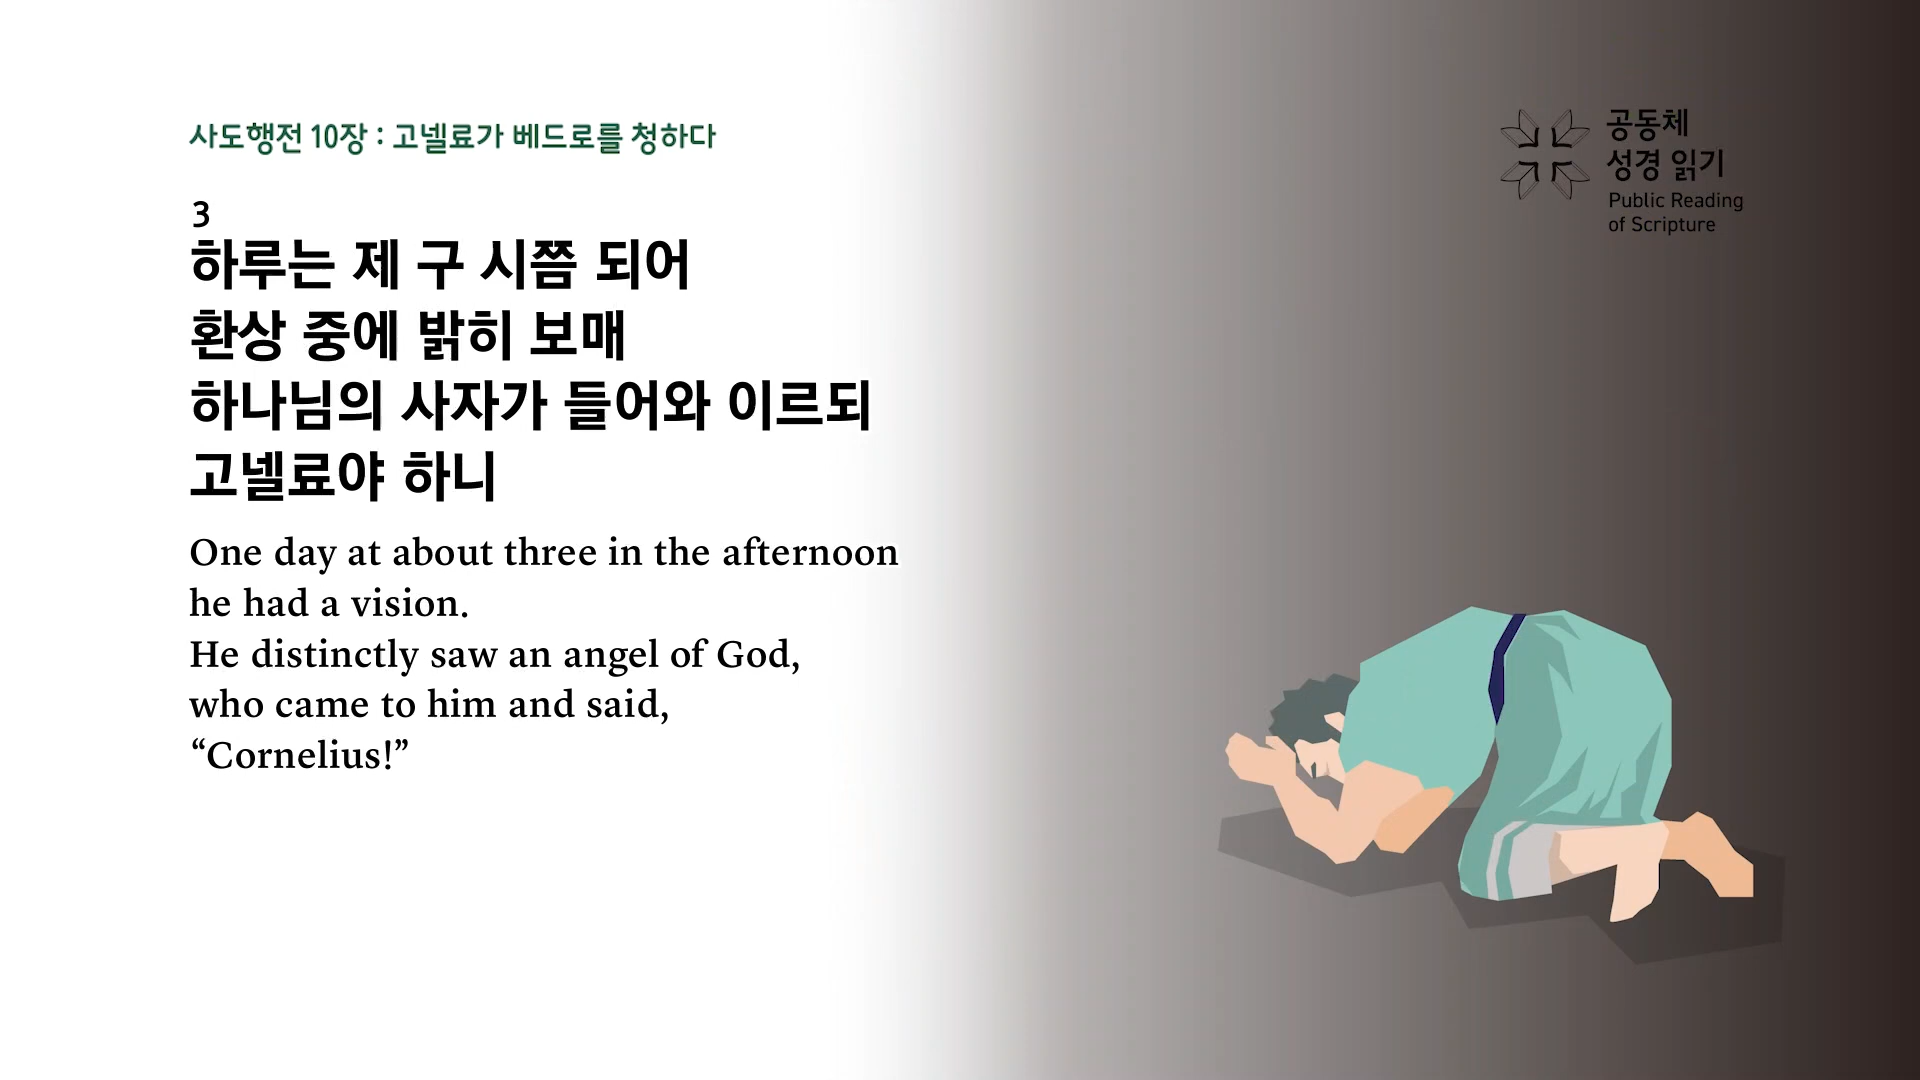 사도행전 10장 : 고넬료가 베드로를 청하다
3
하루는 제 구 시쯤 되어
환상 중에 밝히 보매
하나님의 사자가 들어와 이르되
고넬료야 하니
One day at about three in the afternoon
he had a vision.
He distinctly saw an angel of God,
who came to him and said,
“Cornelius!”
공동체
성경 읽기
Public Reading
of Scripture